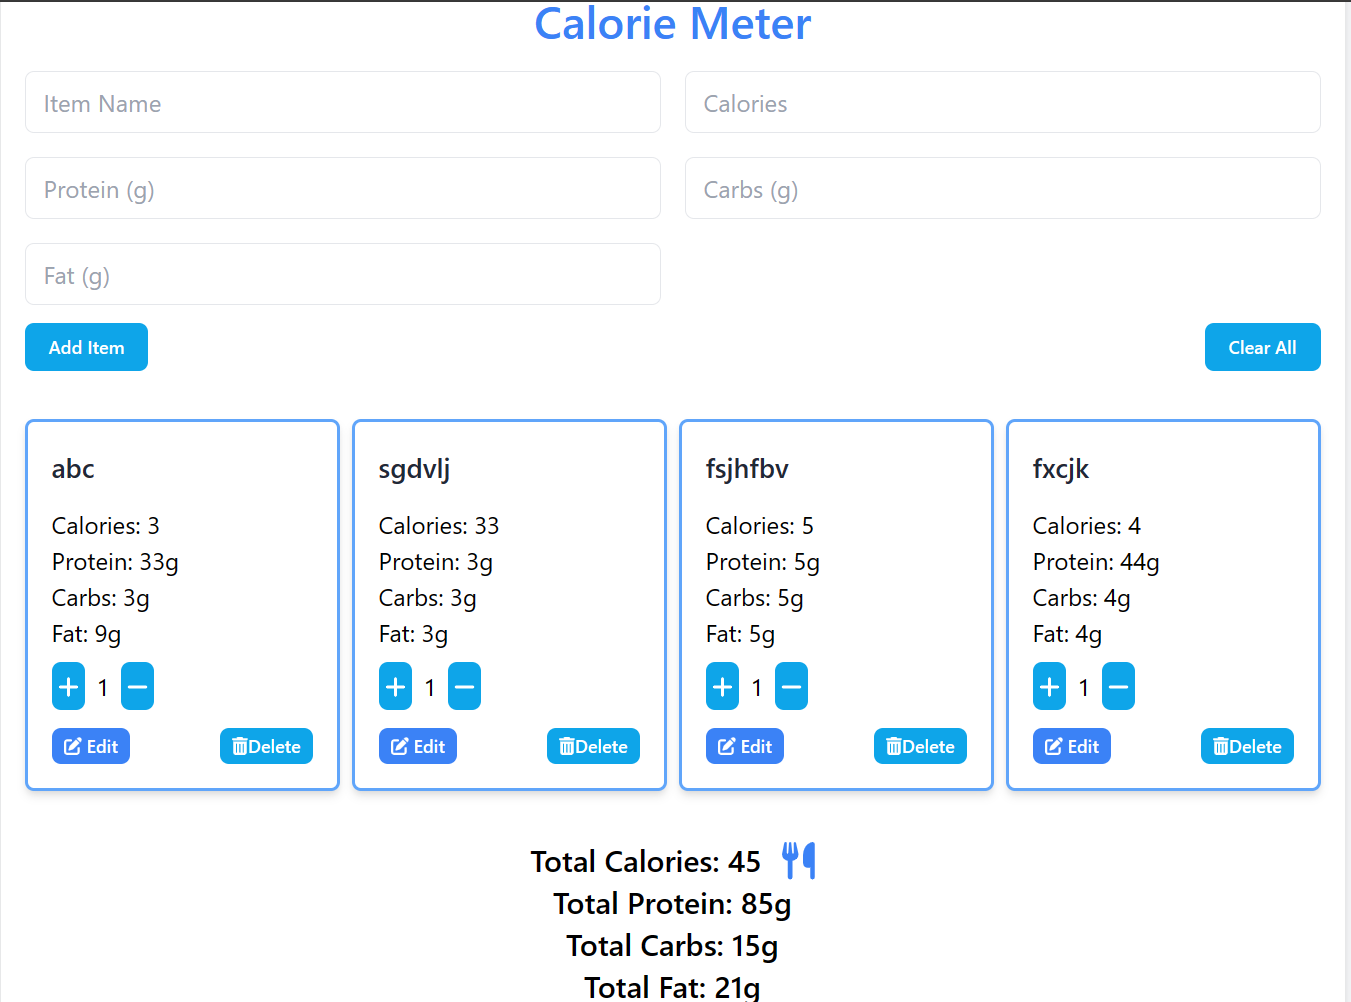 Calorie Meter
Item Name
Calories
Protein (g)
Carbs (g)
Fat (g)
Add Item
Clear All
abc
Calories: 3
Protein: 33g
Carbs: 3g
Fat: 9g
1
Edit
Delete
sgdvlj
Calories: 33
Protein: 3g
Carbs: 3g
Fat: 3g
1
Edit
Delete
fsjhfbv
Calories: 5
Protein: 5g
Carbs: 5g
Fat: 5g
1
Edit
Delete
fxcjk
Calories: 4
Protein: 44g
Carbs: 4g
Fat: 4g
1
Edit
Delete
Total Calories: 45
Total Protein: 85g
Total Carbs: 15g
Total Fat: 21g